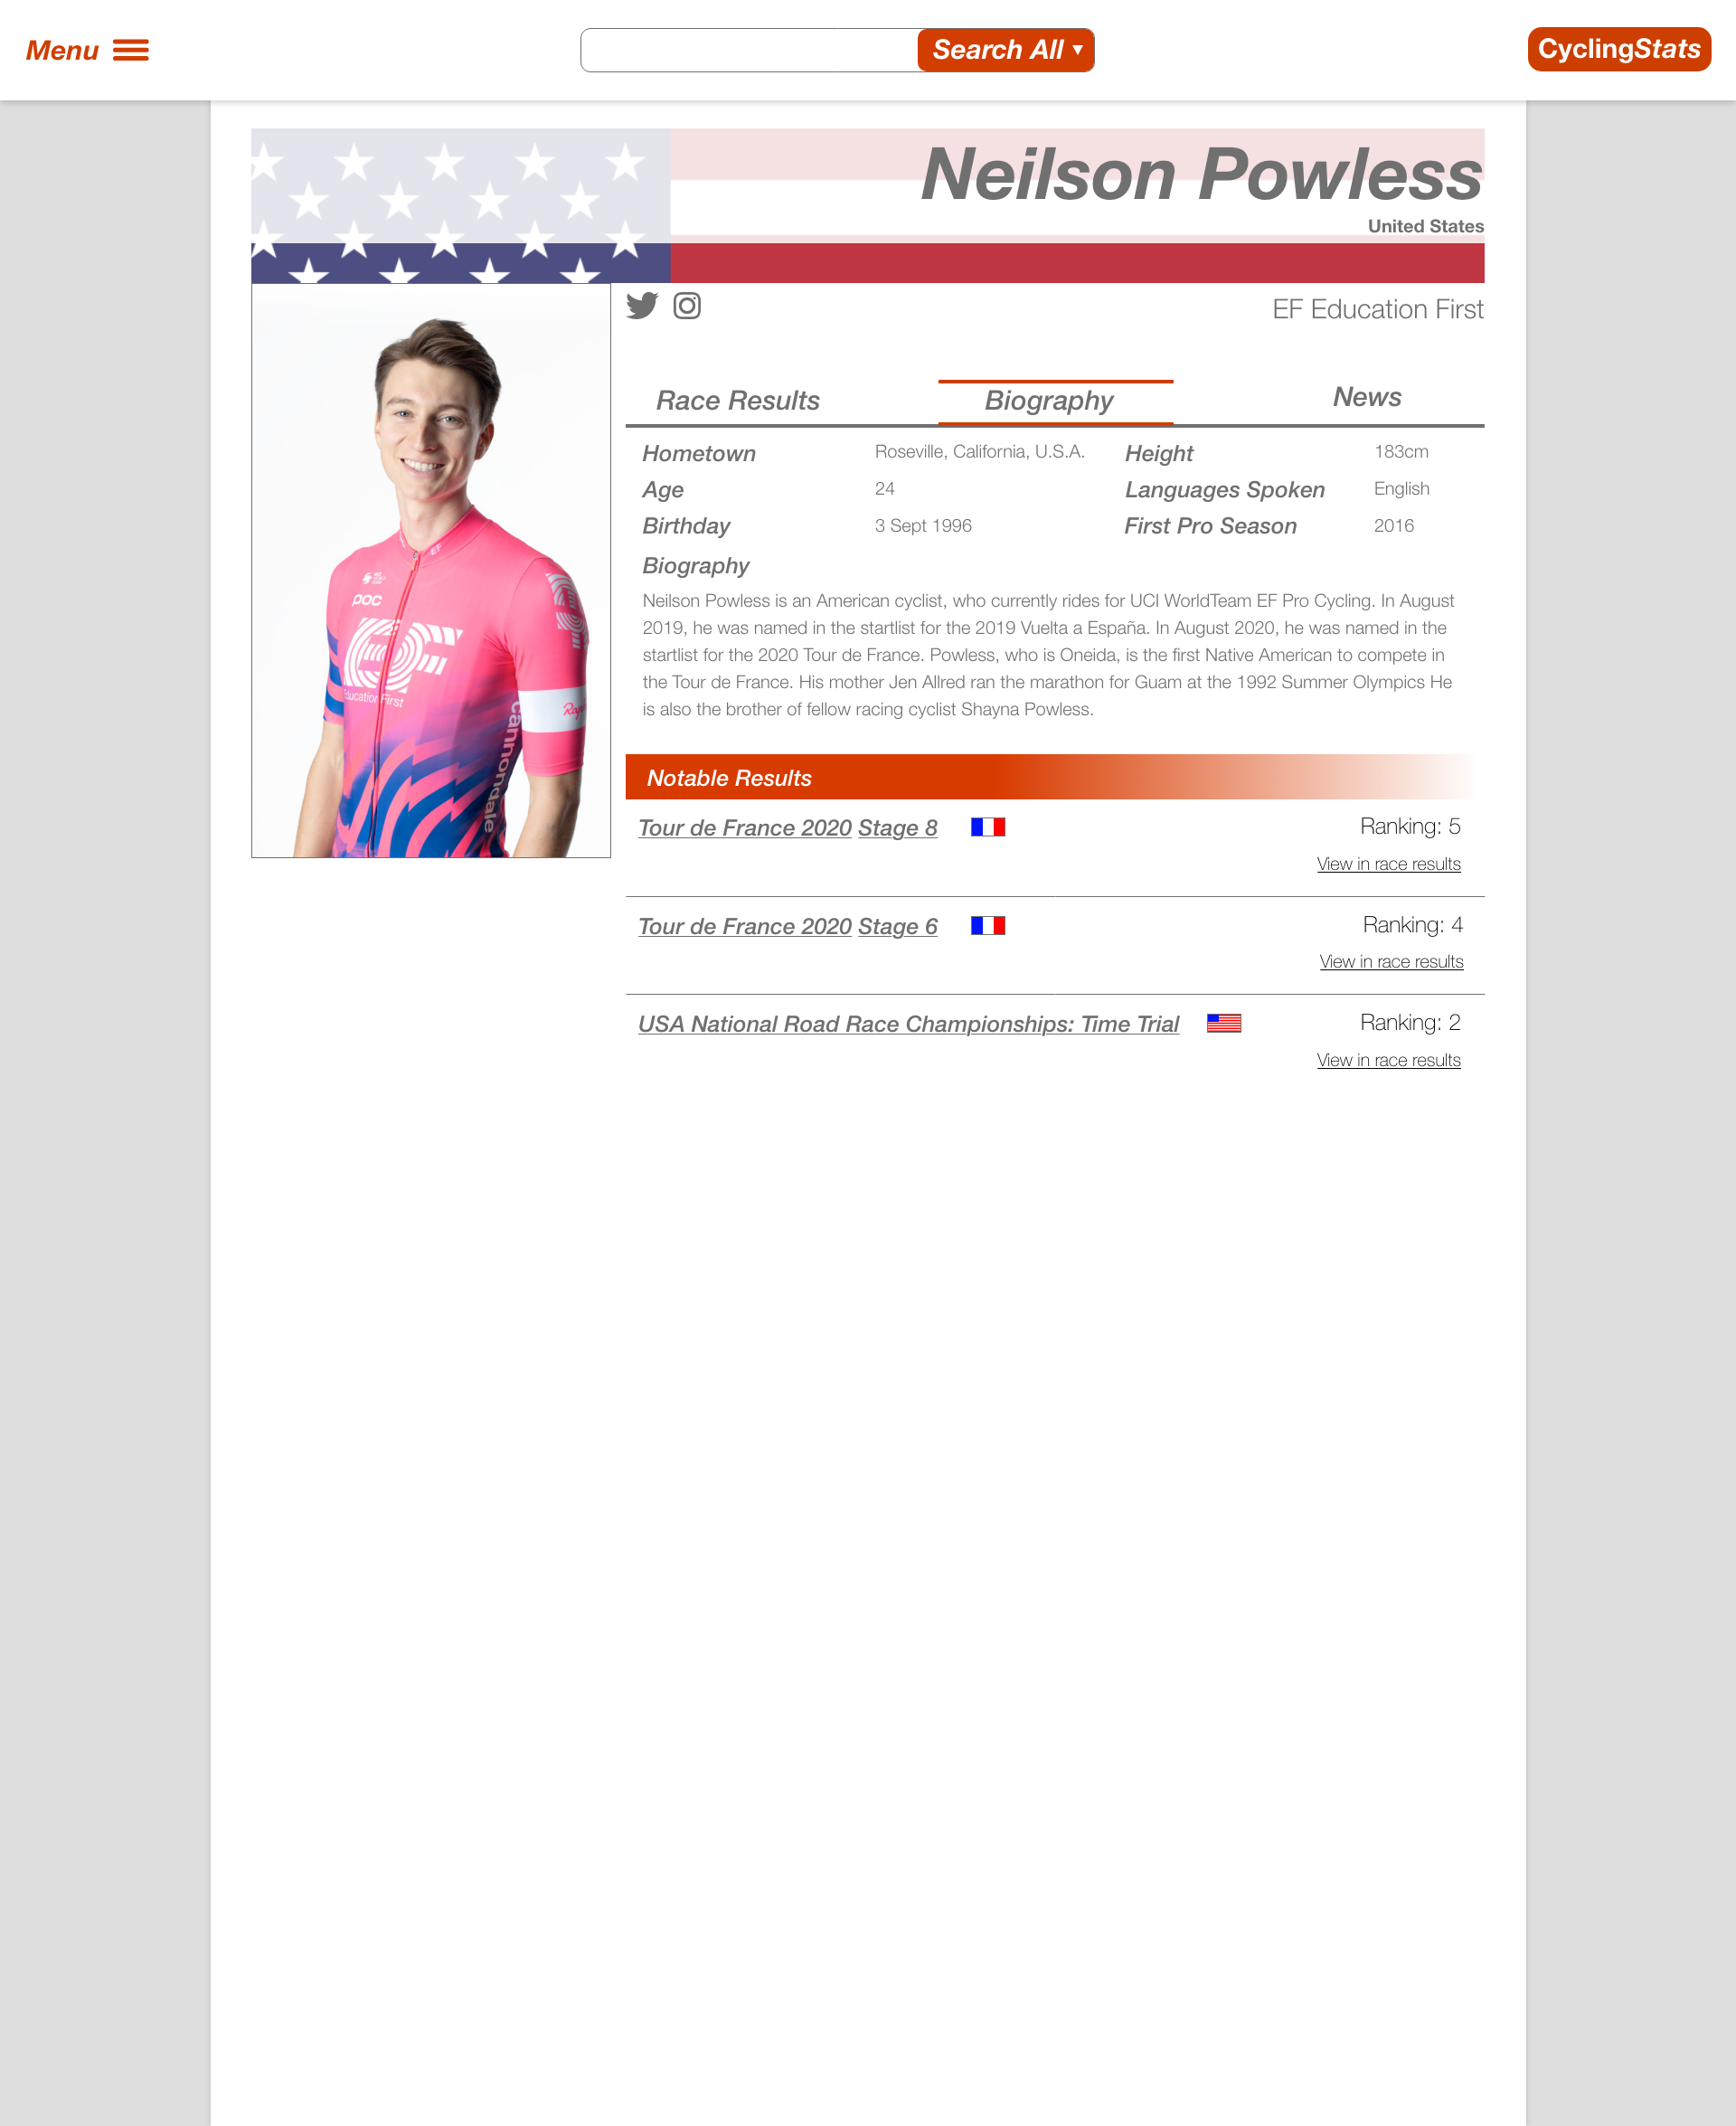 Menu
Search All ▼
CyclingStats
Neilson Powless
United States
EF Education First
Race Results
Biography
News
Hometown
Roseville, California, U.S.A.
Height
183cm
Age
24
Languages Spoken
English
Birthday
3 Sept 1996
First Pro Season
2016
Biography
Neilson Powless is an American cyclist, who currently rides for UCI WorldTeam EF Pro Cycling. In August
2019, he was named in the startlist for the 2019 Vuelta a España. In August 2020, he was named in the
startlist for the 2020 Tour de France. Powless, who is Oneida, is the first Native American to compete in
the Tour de France. His mother Jen Allred ran the marathon for Guam at the 1992 Summer Olympics He
is also the brother of fellow racing cyclist Shayna Powless.
EF
POC
EF
Education First
cannondale
Notable Results
Tour de France 2020 Stage 8
Ranking: 5
View in race results
Tour de France 2020 Stage 6
Ranking: 4
View in race results
USA National Road Race Championships: Time Trial
Ranking: 2
View in race results